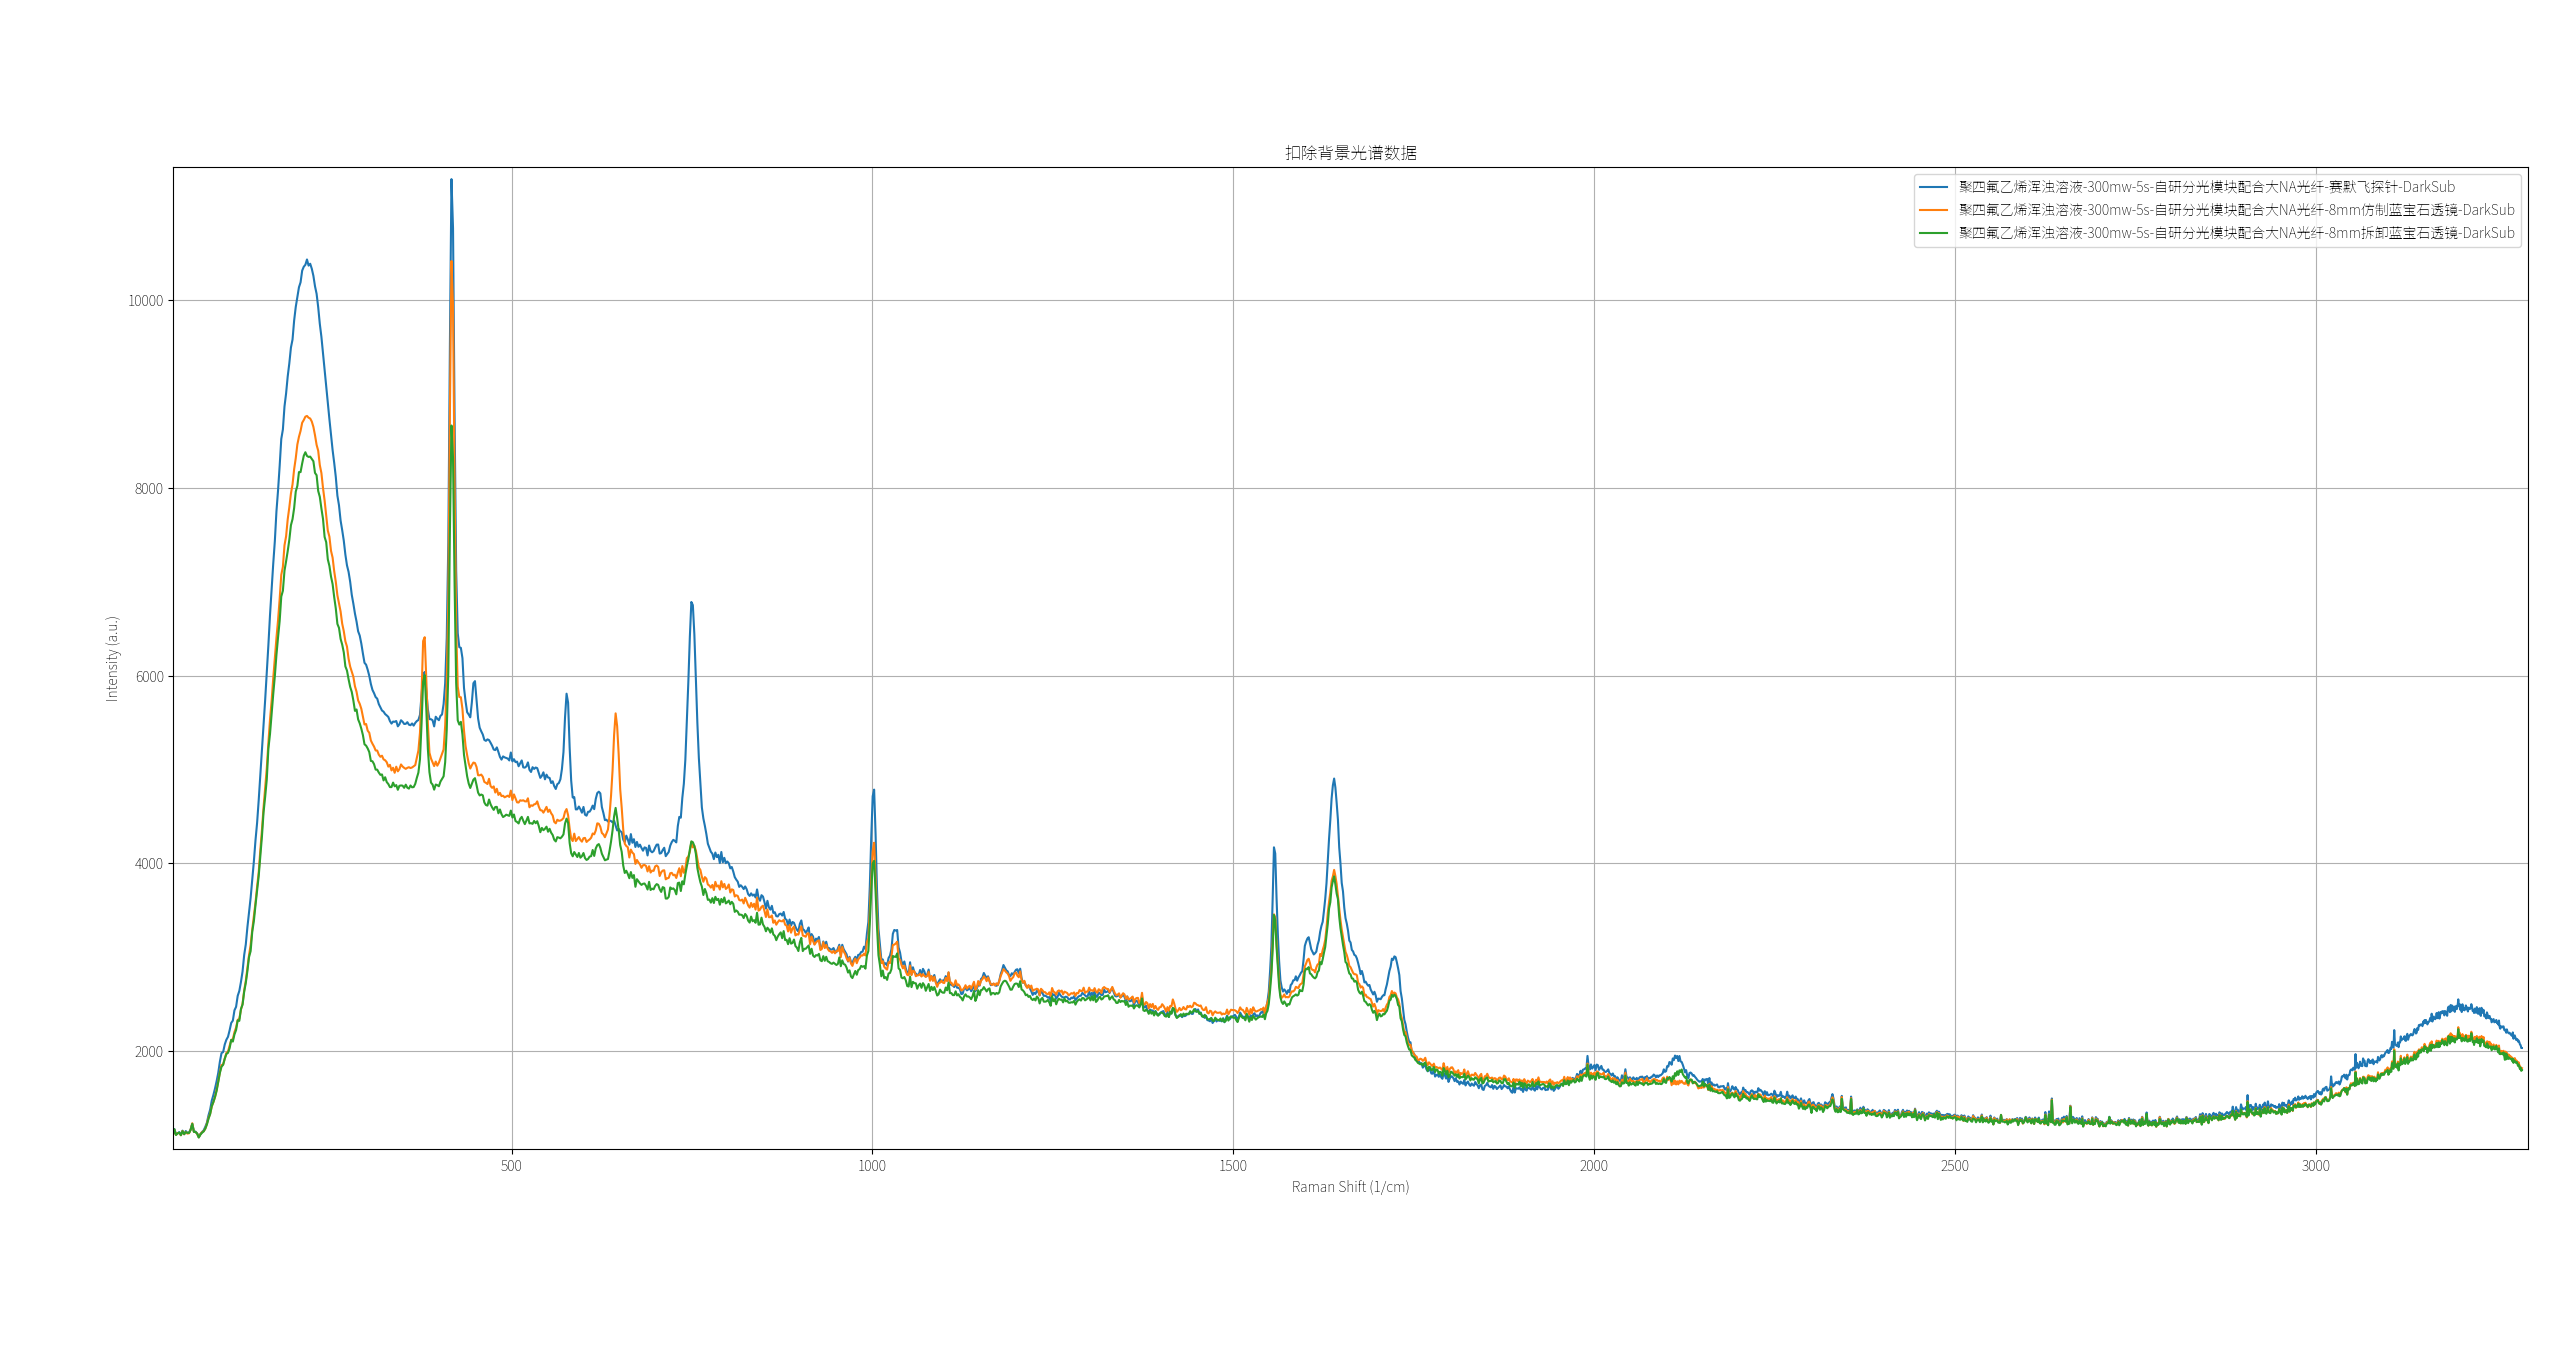 扣除背景光谱数据
聚四氟乙烯浑浊溶液-300mw-5s-自研分光模块配合大NA光纤-赛默飞探针-DarkSub
聚四氟乙烯浑浊溶液-300mw-5s-自研分光模块配合大NA光纤-8mm仿制蓝宝石透镜-DarkSub
聚四氟乙烯浑浊溶液-300mw-5s-自研分光模块配合大NA光纤-8mm拆卸蓝宝石透镜-DarkSub
10000
8000
6000
4000
2000
Intensity (a.u.)
500 1000 1500 2000 2500 3000
Raman Shift (1/cm)